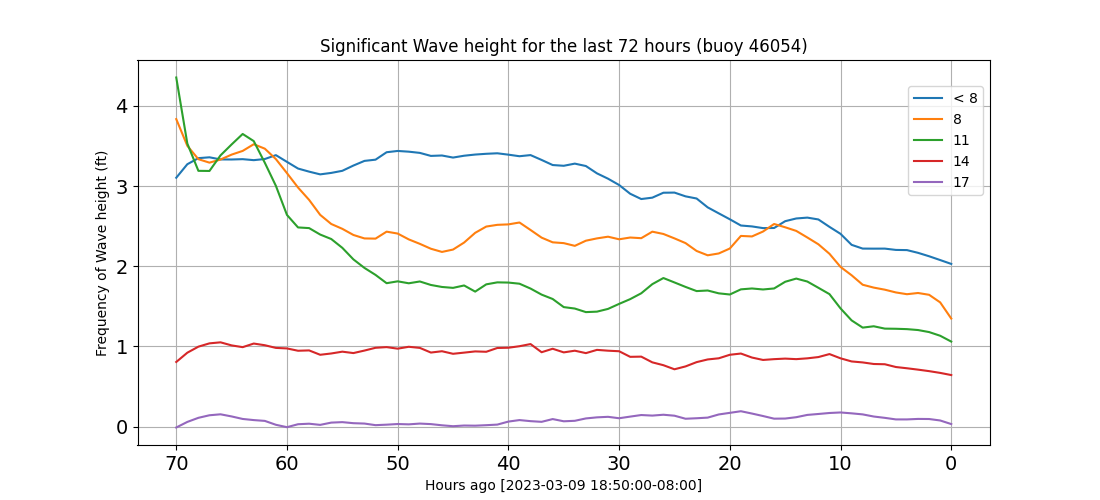 Significant Wave height for the last 72 hours (buoy 46054)
Frequency of Wave height (ft)
4
3
2
1
0
< 8
8
11
14
17
70 60 50 40 30 20 10 0
Hours ago [2023-03-09 18:50:00-08:00]